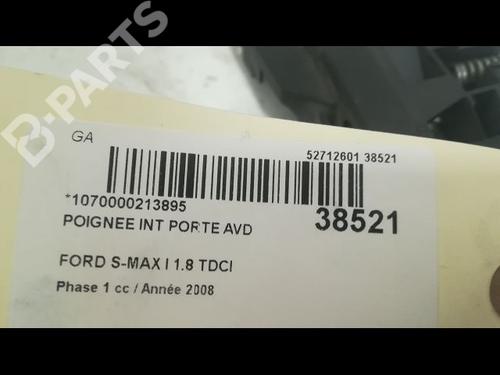 B-PARTS
GA
52712601 38521
*1070000213895
38521
POIGNEE INT PORTE AVD
FORD S-MAX I 1.8 TDCI
Phase 1 cc / Année 2008